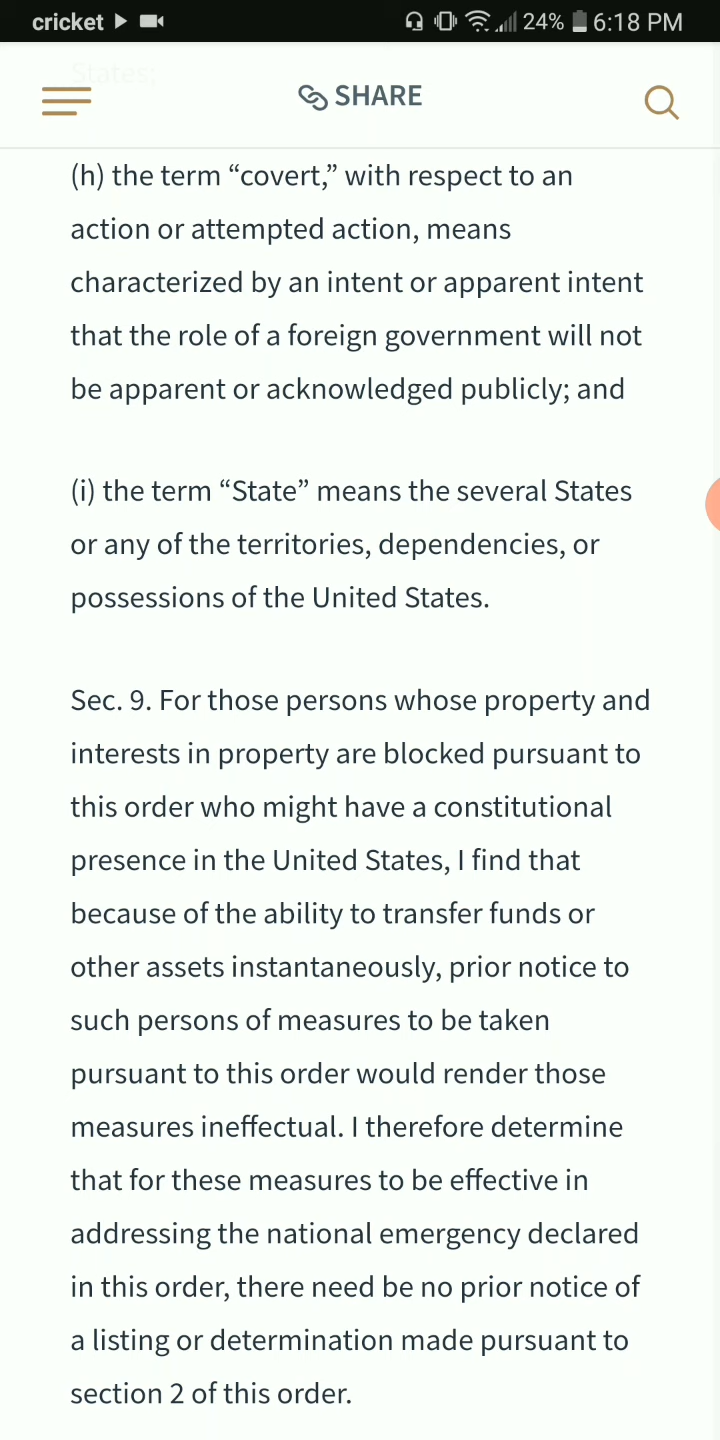 cricket 24% 6:18 PM
States;
SHARE
(h) the term “covert,” with respect to an
action or attempted action, means
characterized by an intent or apparent intent
that the role of a foreign government will not
be apparent or acknowledged publicly; and
(i) the term “State” means the several States
or any of the territories, dependencies, or
possessions of the United States.
Sec. 9. For those persons whose property and
interests in property are blocked pursuant to
this order who might have a constitutional
presence in the United States, I find that
because of the ability to transfer funds or
other assets instantaneously, prior notice to
such persons of measures to be taken
pursuant to this order would render those
measures ineffectual. I therefore determine
that for these measures to be effective in
addressing the national emergency declared
in this order, there need be no prior notice of
a listing or determination made pursuant to
section 2 of this order.